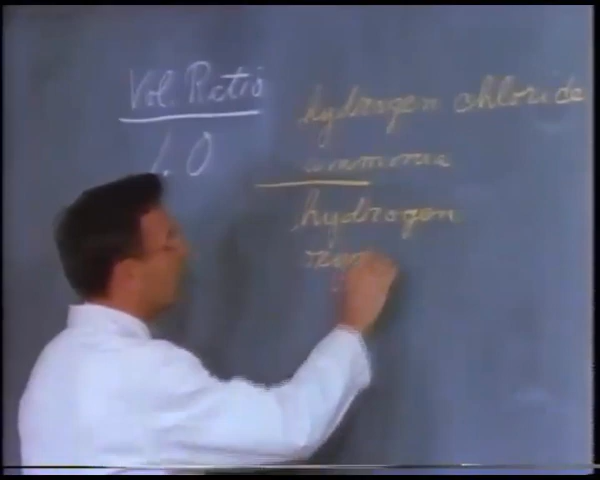 Vol. Ratio
1.0
hydrogen chloride
ammonia
hydrogen